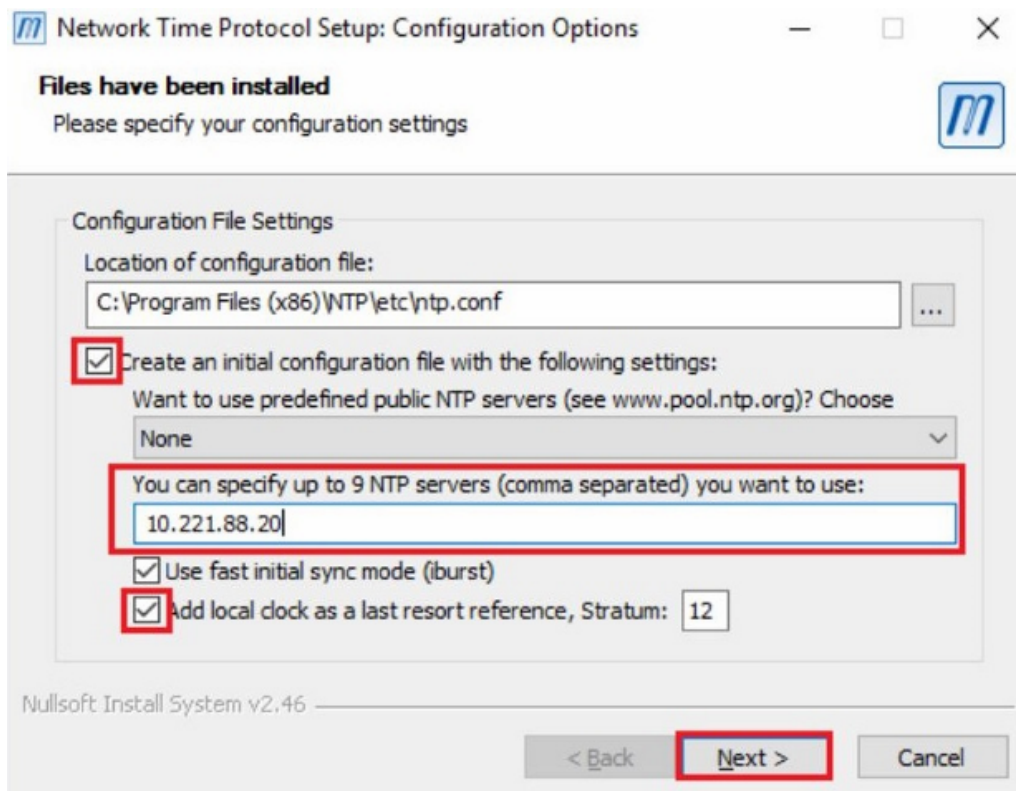 Network Time Protocol Setup: Configuration Options
Files have been installed
Please specify your configuration settings
Configuration File Settings
Location of configuration file:
C:\Program Files (x86)\NTP\etc\ntp.conf
...
Create an initial configuration file with the following settings:
Want to use predefined public NTP servers (see www.pool.ntp.org)? Choose
None
You can specify up to 9 NTP servers (comma separated) you want to use:
10.221.88.20
Use fast initial sync mode (iburst)
Add local clock as a last resort reference, Stratum: 12
Nullsoft Install System v2.46
< Back Next > Cancel